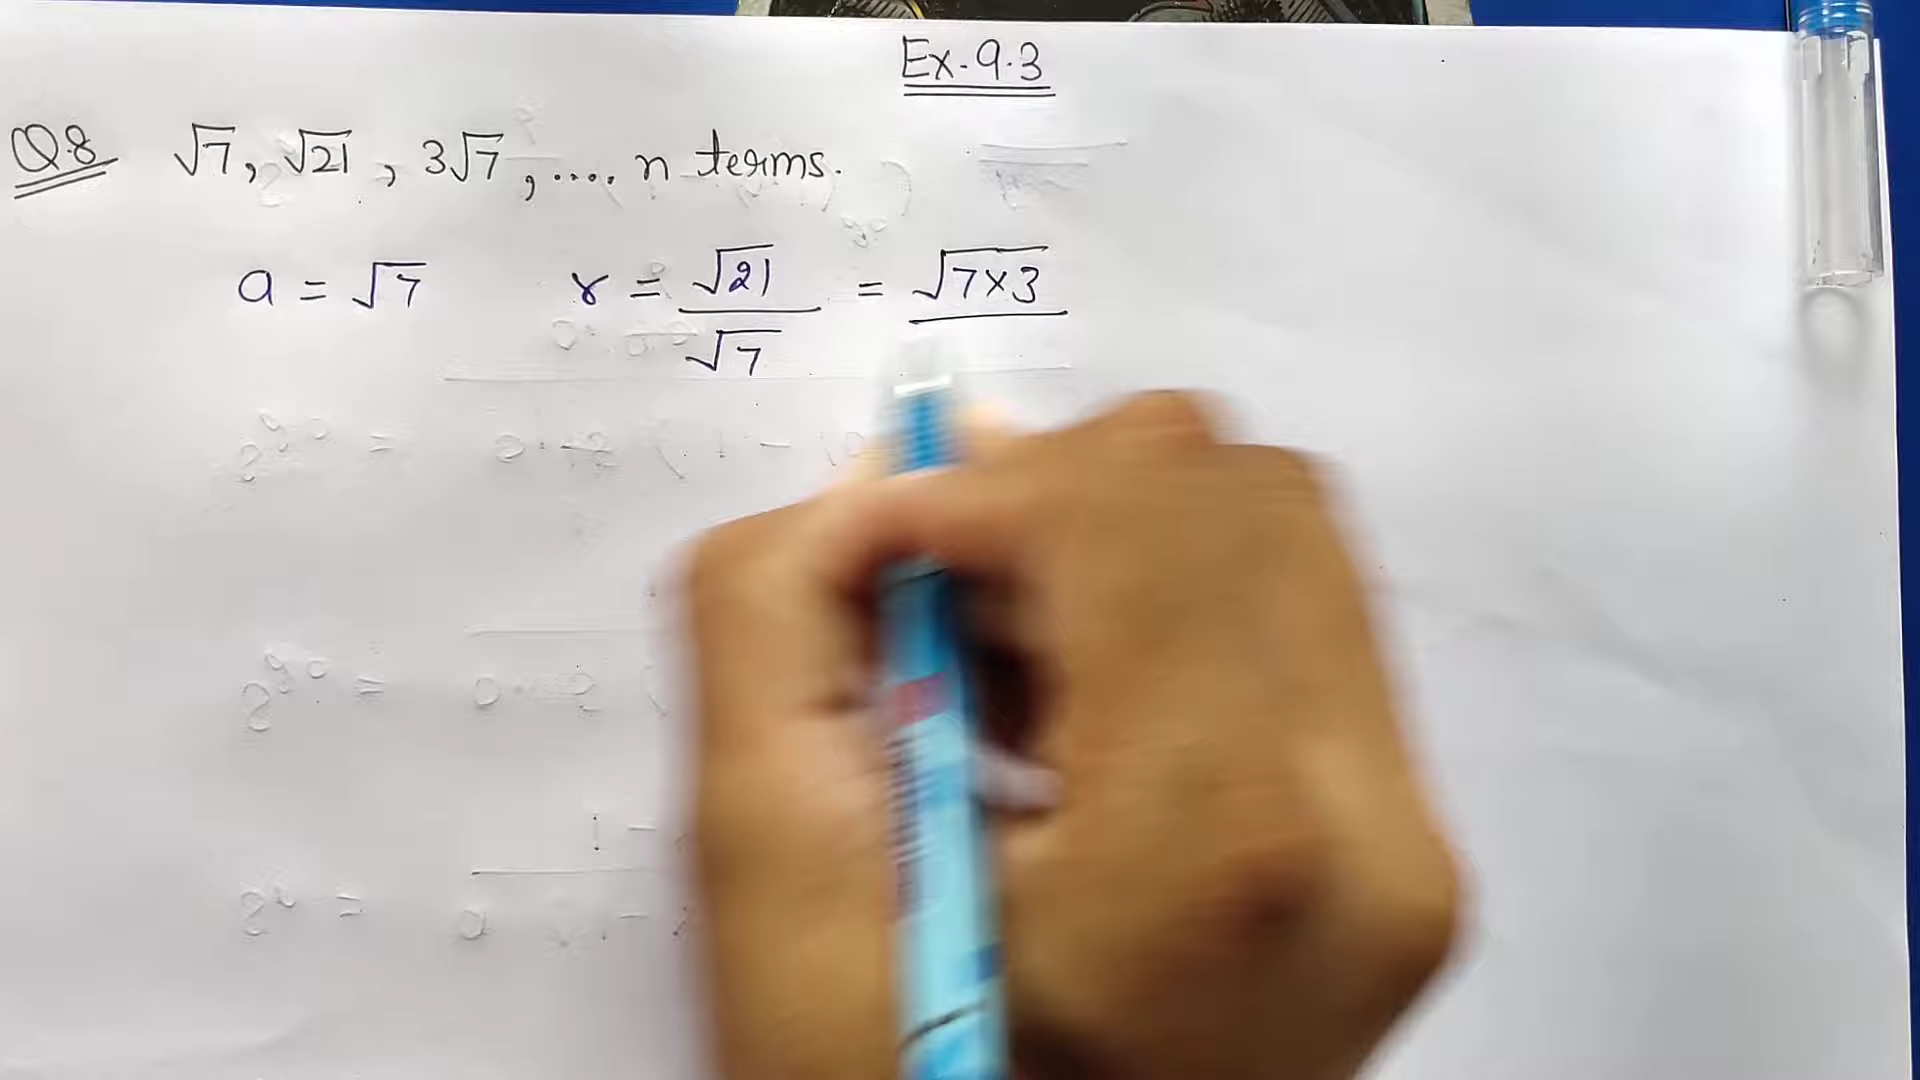 Ex.9.3
Q8 √7, √21, 3√7, .... n terms.
a = √7 r = √21/√7 = √7×3